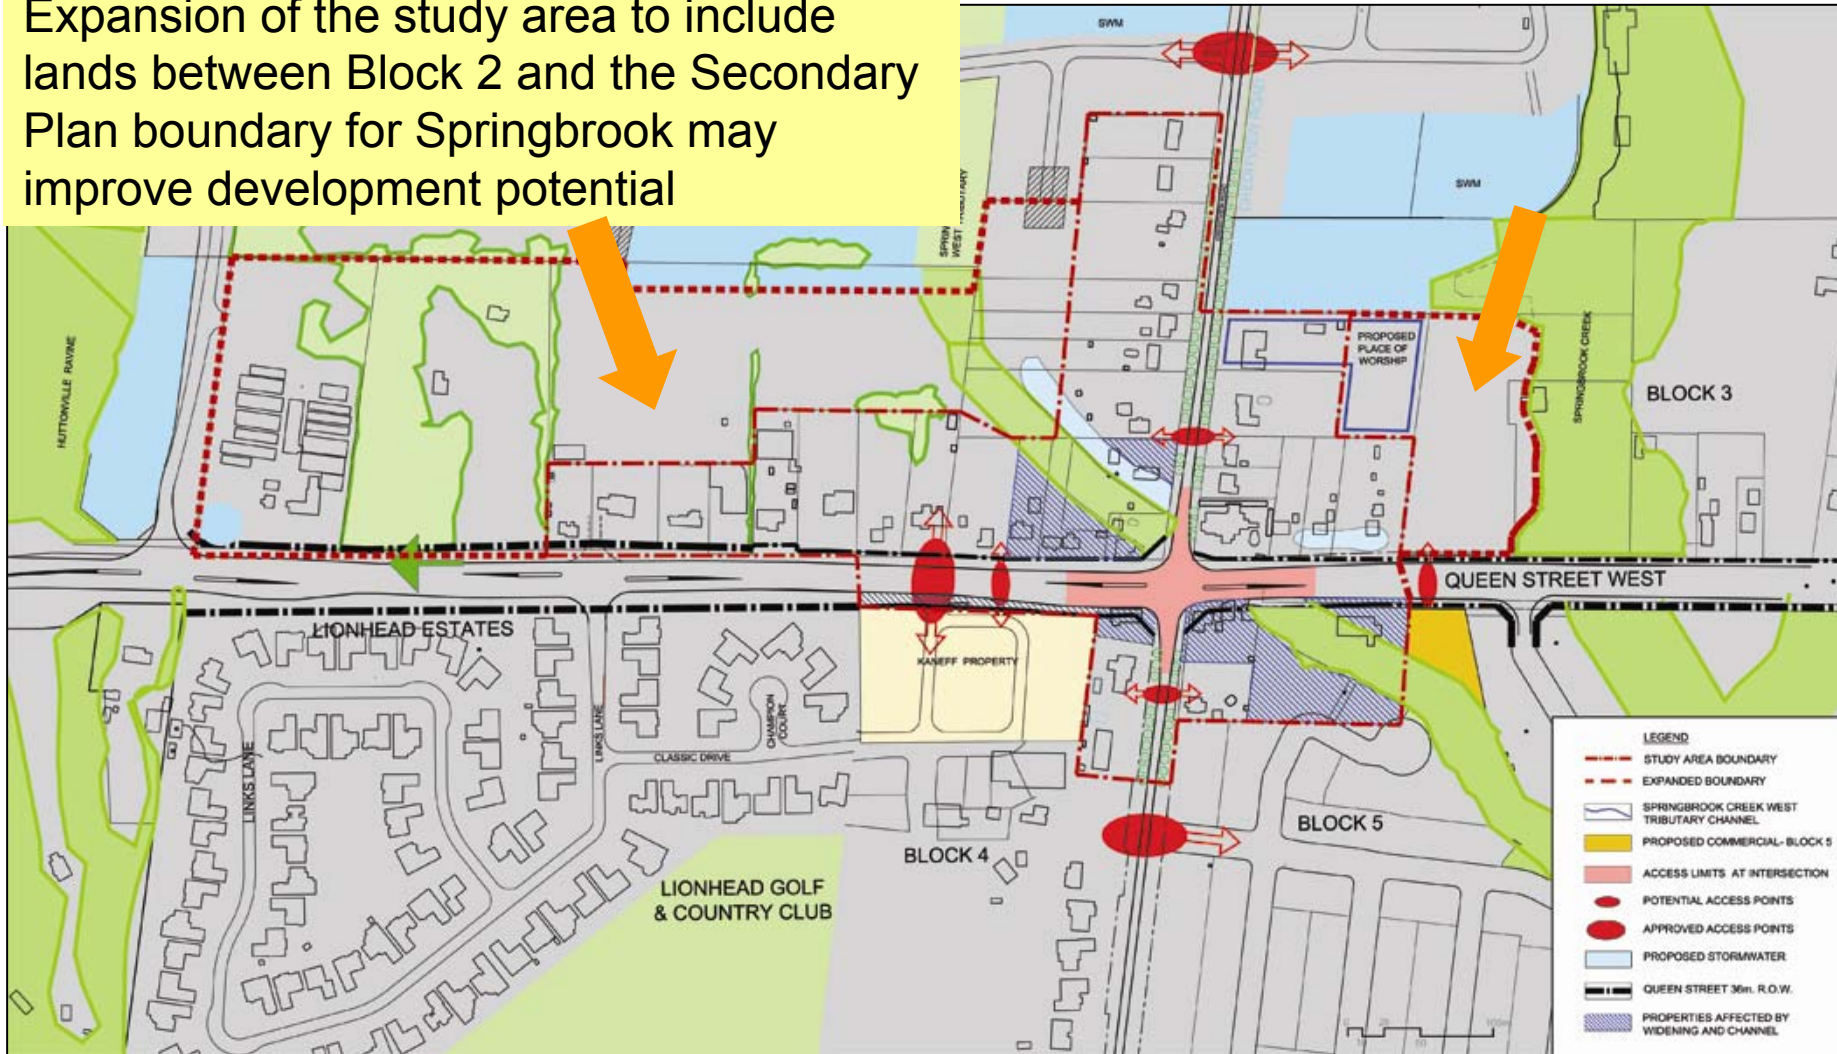 Expansion of the study area to include
lands between Block 2 and the Secondary
Plan boundary for Springbrook may
improve development potential
SWM
SWM
WEST TRIBUTARY
HUTTONVILLE RAVINE
PROPOSED
PLACE OF
WORSHIP
SPRINGBROOK CREEK
BLOCK 3
QUEEN STREET WEST
LIONHEAD ESTATES
KANEFF PROPERTY
LINKS LANE
LINKS LANE
CHAMPION
COURT
CLASSIC DRIVE
BLOCK 4
BLOCK 5
LIONHEAD GOLF
& COUNTRY CLUB
LEGEND
STUDY AREA BOUNDARY
EXPANDED BOUNDARY
SPRINGBROOK CREEK WEST
TRIBUTARY CHANNEL
PROPOSED COMMERCIAL- BLOCK 5
ACCESS LIMITS AT INTERSECTION
POTENTIAL ACCESS POINTS
APPROVED ACCESS POINTS
PROPOSED STORMWATER
QUEEN STREET 36m. R.O.W.
PROPERTIES AFFECTED BY
WIDENING AND CHANNEL